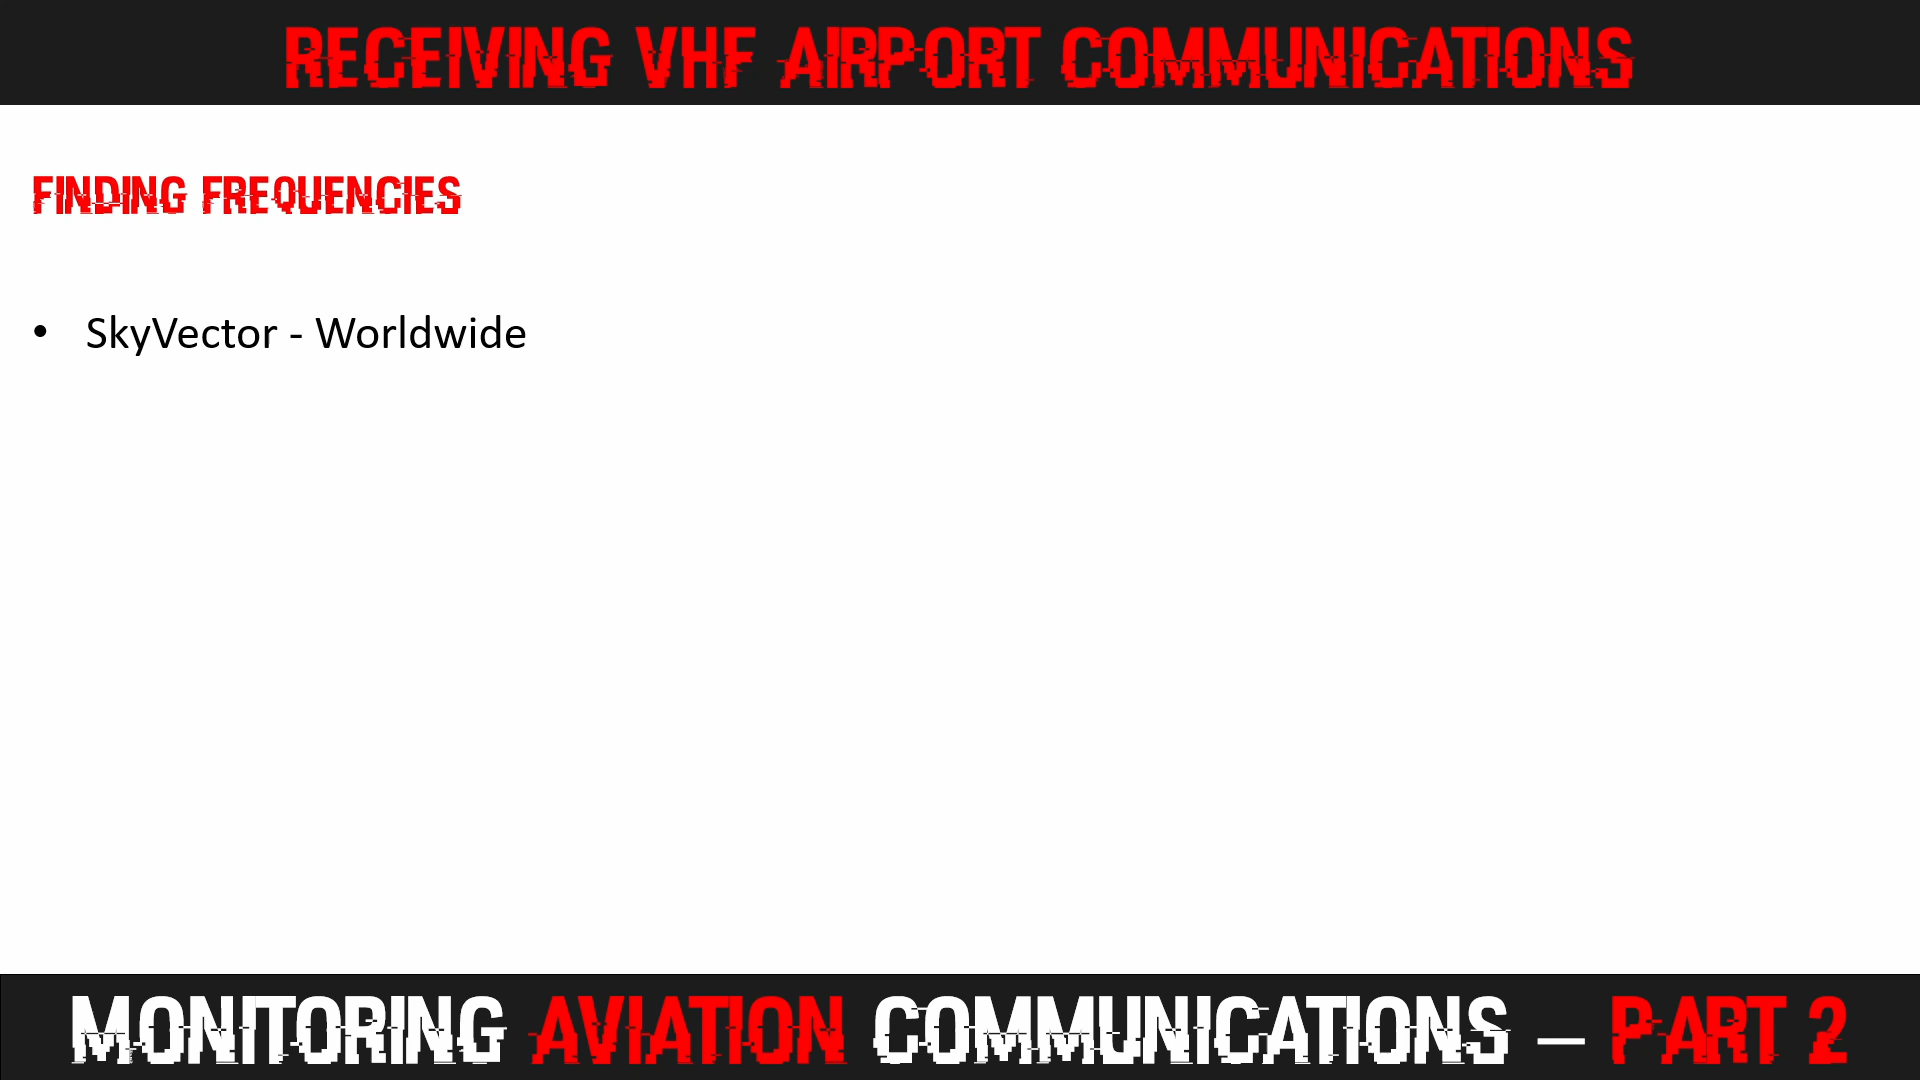 RECEIVING VHF AIRPORT COMMUNICATIONS
FINDING FREQUENCIES
• SkyVector - Worldwide
MONITORING AVIATION COMMUNICATIONS – PART 2